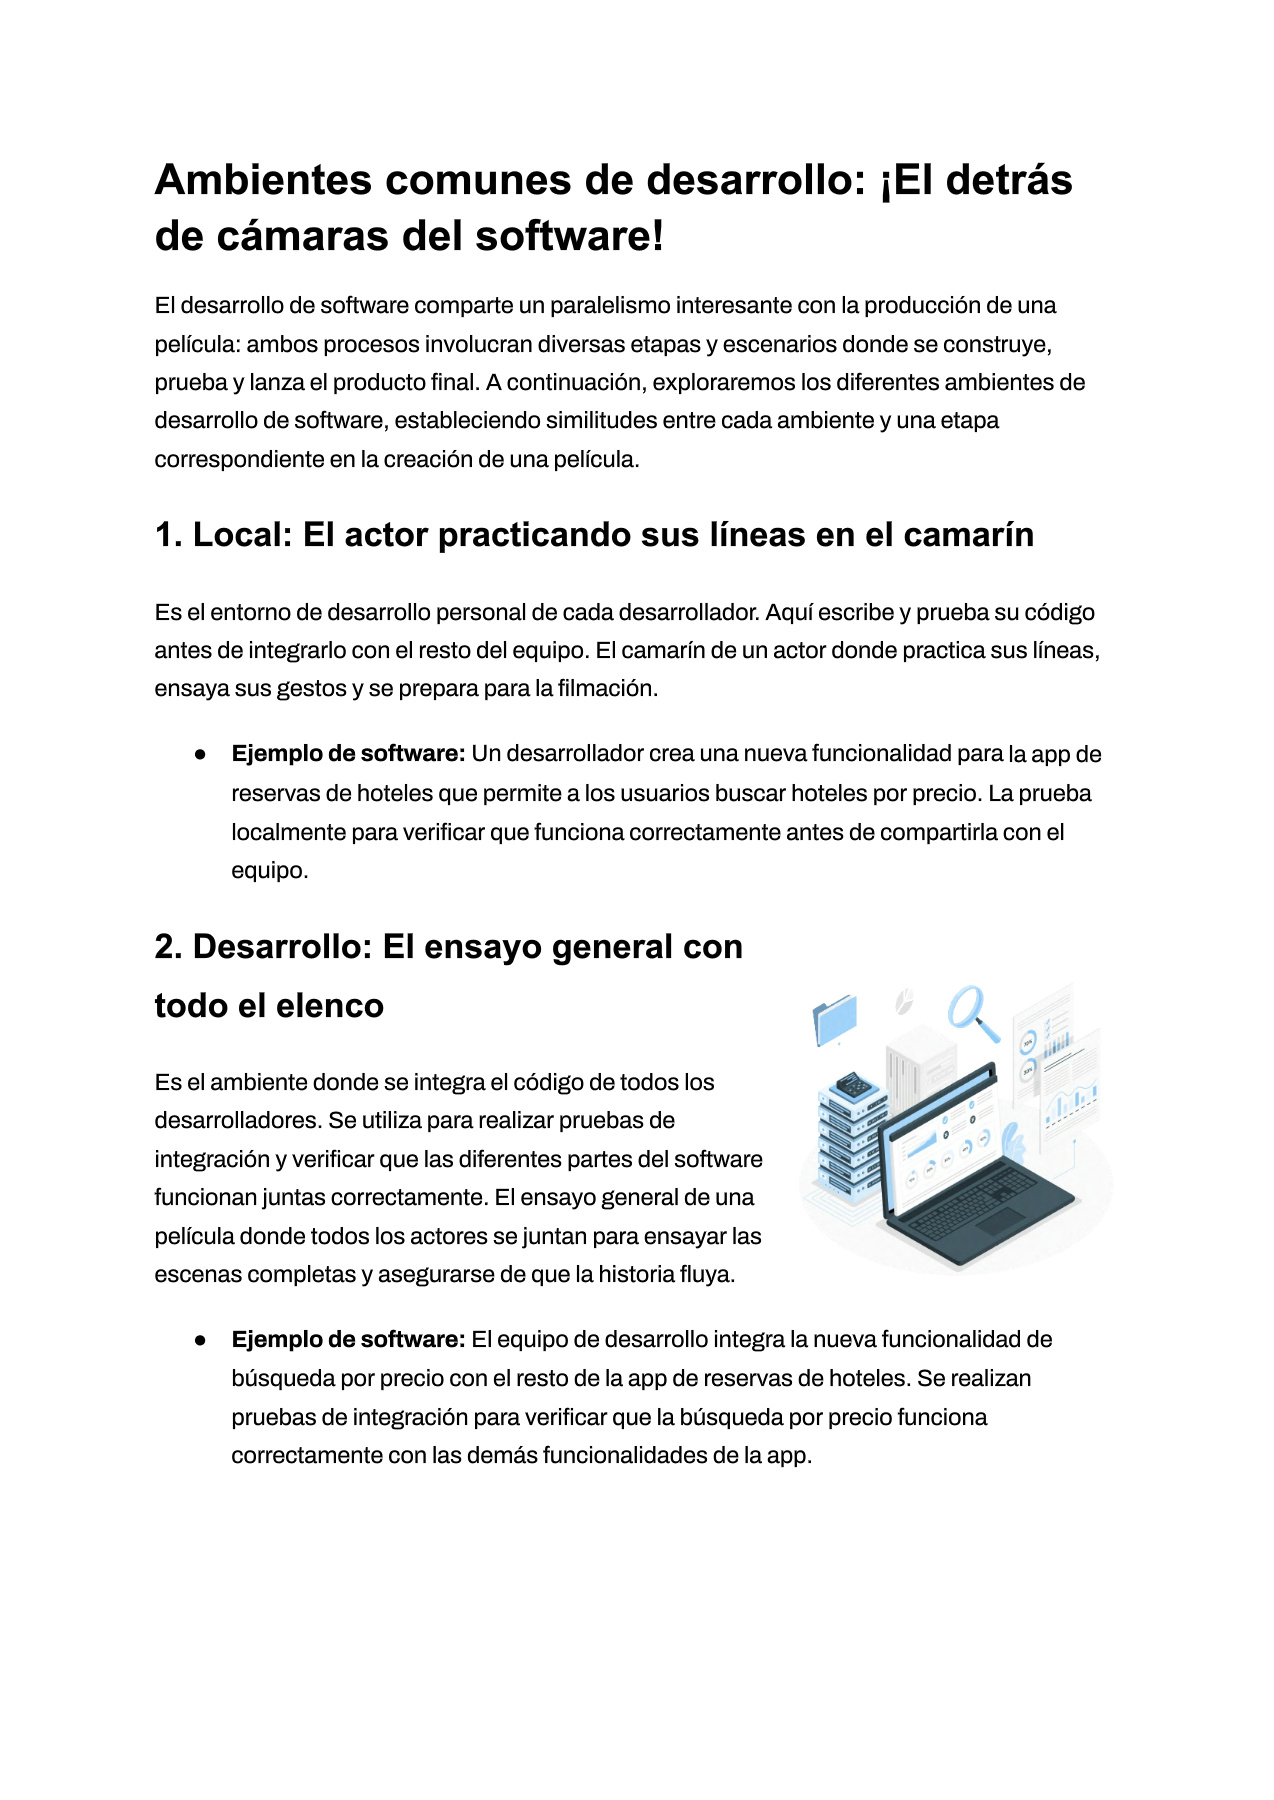 Ambientes comunes de desarrollo: ¡El detrás
de cámaras del software!
El desarrollo de software comparte un paralelismo interesante con la producción de una
película: ambos procesos involucran diversas etapas y escenarios donde se construye,
prueba y lanza el producto final. A continuación, exploraremos los diferentes ambientes de
desarrollo de software, estableciendo similitudes entre cada ambiente y una etapa
correspondiente en la creación de una película.
1. Local: El actor practicando sus líneas en el camarín
Es el entorno de desarrollo personal de cada desarrollador. Aquí escribe y prueba su código
antes de integrarlo con el resto del equipo. El camarín de un actor donde practica sus líneas,
ensaya sus gestos y se prepara para la filmación.
● Ejemplo de software: Un desarrollador crea una nueva funcionalidad para la app de
reservas de hoteles que permite a los usuarios buscar hoteles por precio. La prueba
localmente para verificar que funciona correctamente antes de compartirla con el
equipo.
2. Desarrollo: El ensayo general con
todo el elenco
Es el ambiente donde se integra el código de todos los
desarrolladores. Se utiliza para realizar pruebas de
integración y verificar que las diferentes partes del software
funcionan juntas correctamente. El ensayo general de una
película donde todos los actores se juntan para ensayar las
escenas completas y asegurarse de que la historia fluya.
● Ejemplo de software: El equipo de desarrollo integra la nueva funcionalidad de
búsqueda por precio con el resto de la app de reservas de hoteles. Se realizan
pruebas de integración para verificar que la búsqueda por precio funciona
correctamente con las demás funcionalidades de la app.